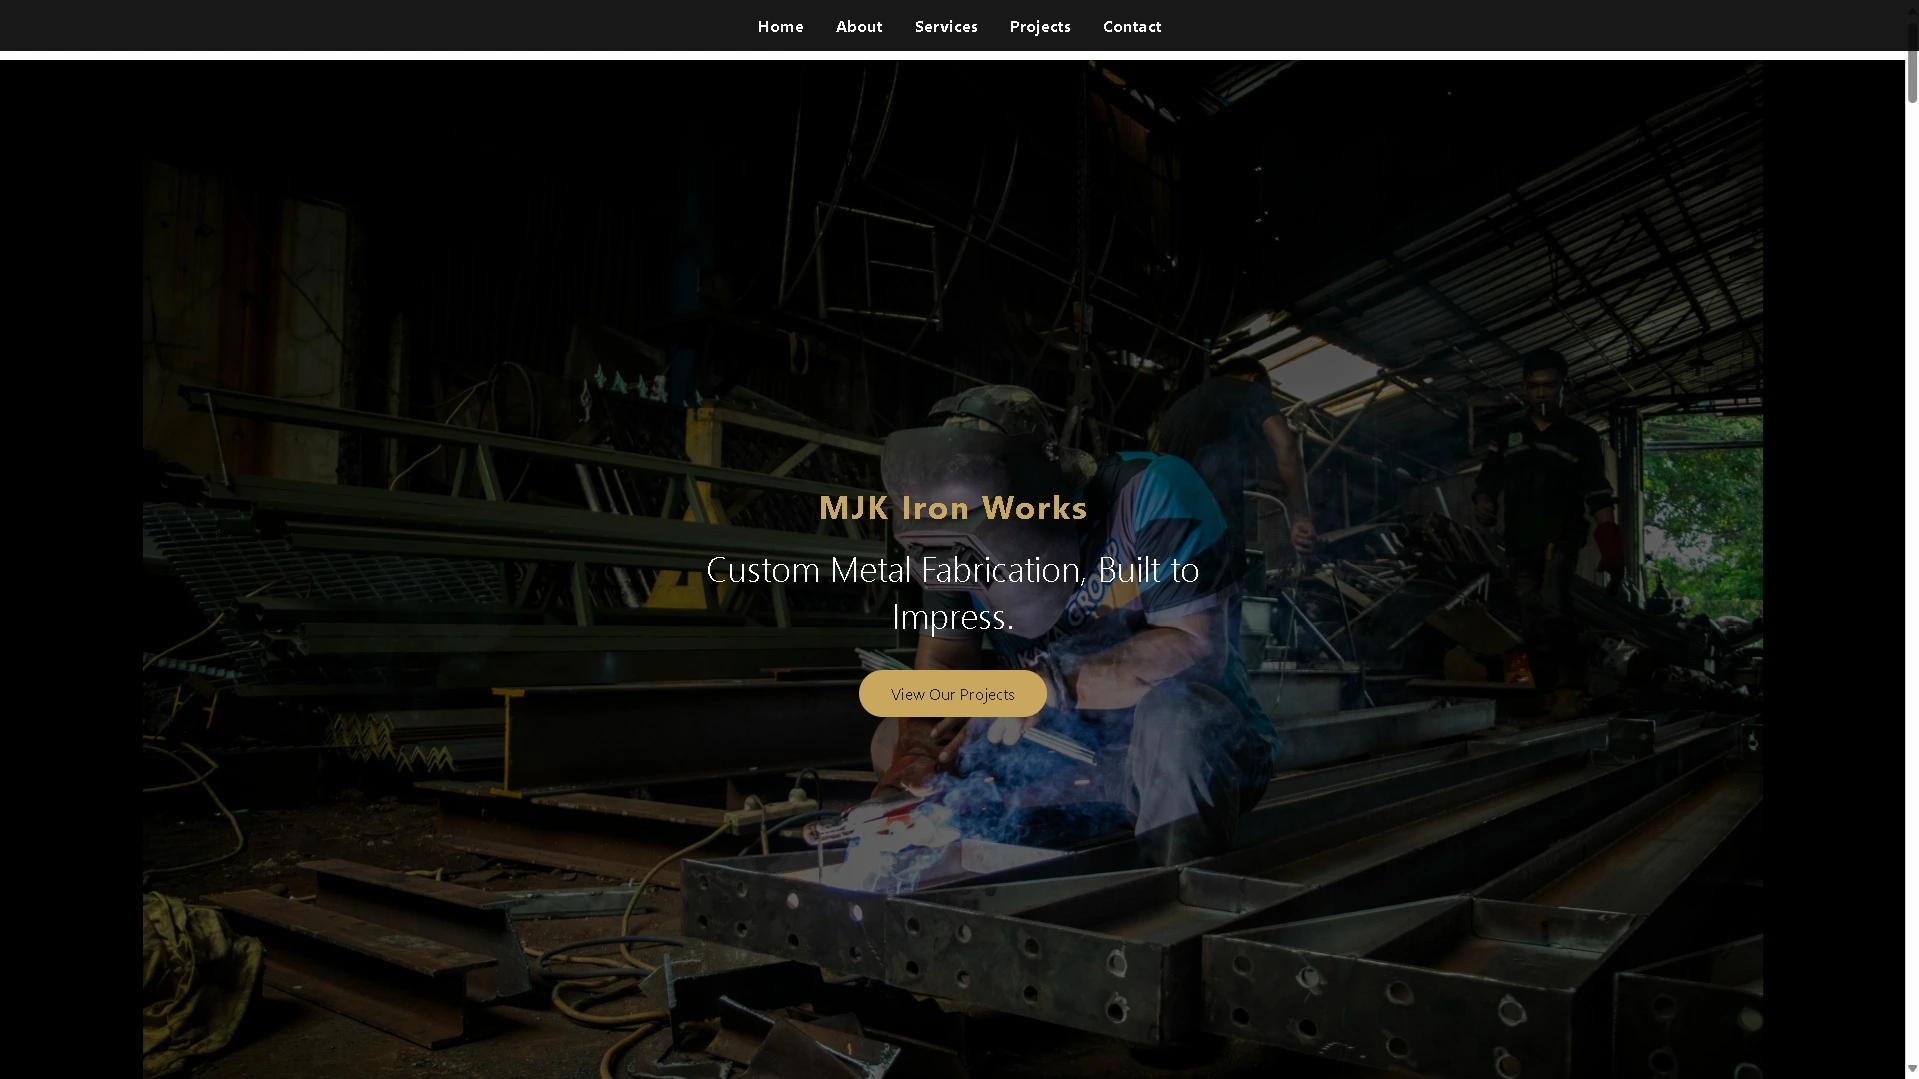 Home About Services Projects Contact
MJK Iron Works
Custom Metal Fabrication, Built to
Impress.
View Our Projects